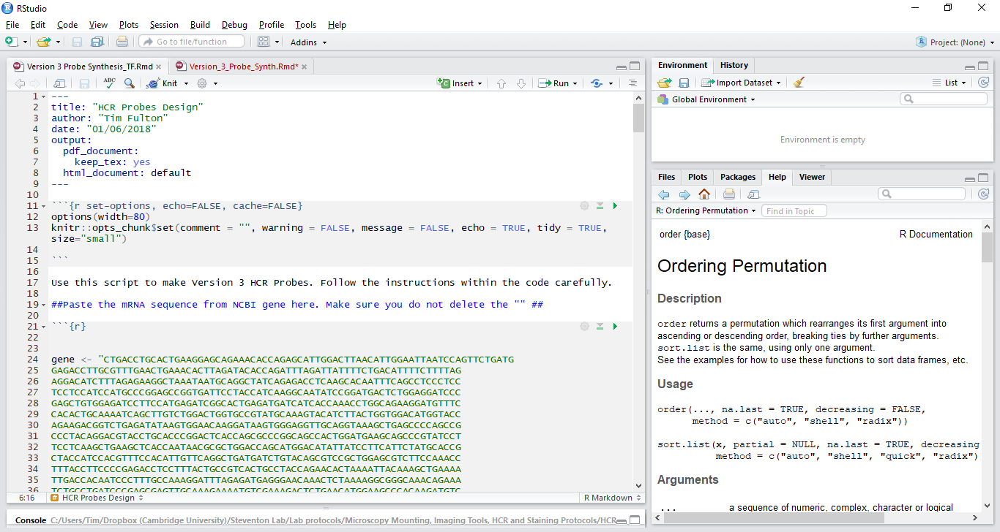 RStudio
File Edit Code View Plots Session Build Debug Profile Tools Help
Go to file/function Addins Project: (None)
Version 3 Probe Synthesis_TF.Rmd Version_3_Probe_Synth.Rmd*
ABC Knit Insert Run
1 ---
2 title: "HCR Probes Design"
3 author: "Tim Fulton"
4 date: "01/06/2018"
5 output:
6 pdf_document:
7 keep_tex: yes
8 html_document: default
9 ---
10
11 ```{r set-options, echo=FALSE, cache=FALSE}
12 options(width=80)
13 knitr::opts_chunk$set(comment = "", warning = FALSE, message = FALSE, echo = TRUE, tidy = TRUE,
size="small")
14
15 ```
16
17 Use this script to make Version 3 HCR Probes. Follow the instructions within the code carefully.
18
19 ##Paste the mRNA sequence from NCBI gene here. Make sure you do not delete the "" ##
20
21 ```{r}
22
23
24 gene <- "CTGACCTGCACTGAAGGAGCAGAAACACCAGAGCATTGGACTTAACATTGGAATTAATCCAGTTCTGATG
25 GAGACCTTGCGTTTGAACTGAAACACTTAGATACACCAGATTTAGATTATTTTCTGACATTTTCTTTTAG
26 AGGACATCTTTAGAGAAGGCTAAATAATGCAGGCTATCAGAGACCTCAAGCACAATTTCAGCCTCCCTCC
27 TCCTCCATCCATGCCCGGAGCCGGTGATTCCTACCATCAAGGCAATATCCGGATGACTCTGGAGGATCCC
28 GAGCTGTGGAGATCCTTCCATGAGATCGGCACTGAGATGATCATCACCAAACCTGGCAGAAGGATGTTTC
29 CACACTGCAAAATCAGCTTGTCTGGACTGGTGCCGTATGCAAAGTACATCTTACTGGTGGACATGGTACC
30 AGAAGACGGTCTGAGATATAAGTGGAACAAGGATAAGTGGGAGGTTGCAGGTAAAGCTGAGCCCCAGCCG
31 CCCTACAGGACGTACCTGCACCCGGACTCACCAGCGCCCGGCAGCCACTGGATGAAGCAGCCCGTATCCT
32 TCCTCAAGCTGAAGCTCACCAATAACGCGCTGGACCAGCATGGACATATTATCCTTCATTCTATGCACCG
33 CTACCATCCACGTTTCCACATTGTTCAGGCTGATGATCTGTACAGCGTCCGCTGGAGCGTCTTCCAAACC
34 TTTACCTTCCCCGAGACCTCCTTTACTGCCGTCACTGCCTACCAGAACACTAAAATTACAAAGCTGAAAA
35 TTGACCACAATCCCTTTGCCAAAGGATTTAGAGATGAGGGAACAAACTCTAAAAGGCGGGCAAACAGAAA
36
6:16 HCR Probes Design R Markdown
Console C:/Users/Tim/Dropbox (Cambridge University)/Steventon Lab/Lab protocols/Microscopy Mounting, Imaging Tools, HCR and Staining Protocols/HCR
Environment History
Import Dataset List
Global Environment
Environment is empty
Files Plots Packages Help Viewer
R: Ordering Permutation Find in Topic
order {base} R Documentation
Ordering Permutation
Description
order returns a permutation which rearranges its first argument into
ascending or descending order, breaking ties by further arguments.
sort.list is the same, using only one argument.
See the examples for how to use these functions to sort data frames, etc.
Usage
order(..., na.last = TRUE, decreasing = FALSE,
method = c("auto", "shell", "radix"))
sort.list(x, partial = NULL, na.last = TRUE, decreasing
method = c("auto", "shell", "quick", "radix")
Arguments
... a sequence of numeric, complex, character or logical